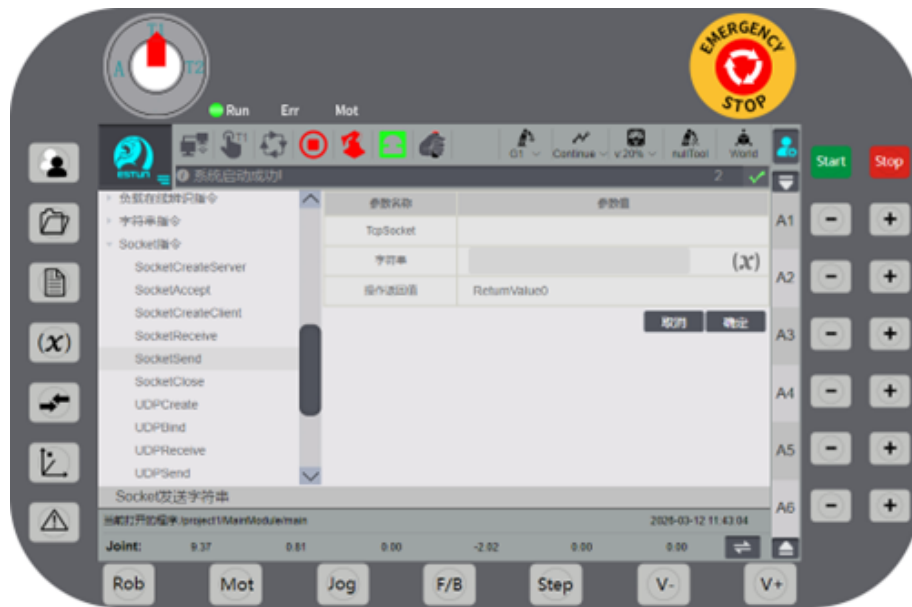 T1
A
T2
EMERGENCY
STOP
Run Err Mot
ESTUN
T1
G1 Continue v 20% nullTool World
系统启动成功! 2
Start Stop
负载在线辨识指令
字符串指令
Socket指令
SocketCreateServer
SocketAccept
SocketCreateClient
SocketReceive
SocketSend
SocketClose
UDPCreate
UDPBind
UDPReceive
UDPSend
参数名称 参数值
TcpSocket
字符串 (x)
操作返回值 ReturnValue0
取消 确定
A1 - +
A2 - +
A3 - +
A4 - +
A5 - +
A6 - +
(x)
Socket发送字符串
当前打开的程序:/project1/MainModule/main 2026-03-12 11:43:04
Joint: 9.37 0.81 0.00 -2.02 0.00 0.00
Rob Mot Jog F/B Step V- V+